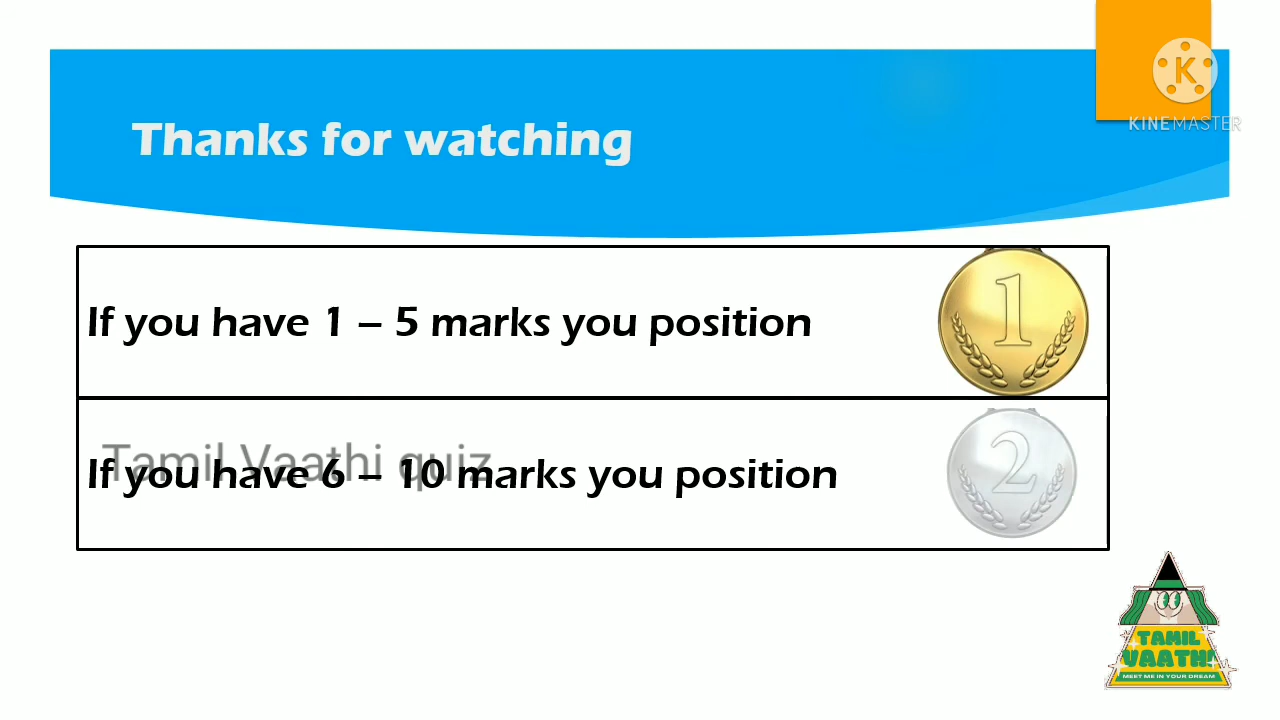 KINEMASTER
Thanks for watching
If you have 1 – 5 marks you position
1
Tamil Vaathi quiz
If you have 6 – 10 marks you position
2
TAMIL
VAATHI
MEET ME IN YOUR DREAM